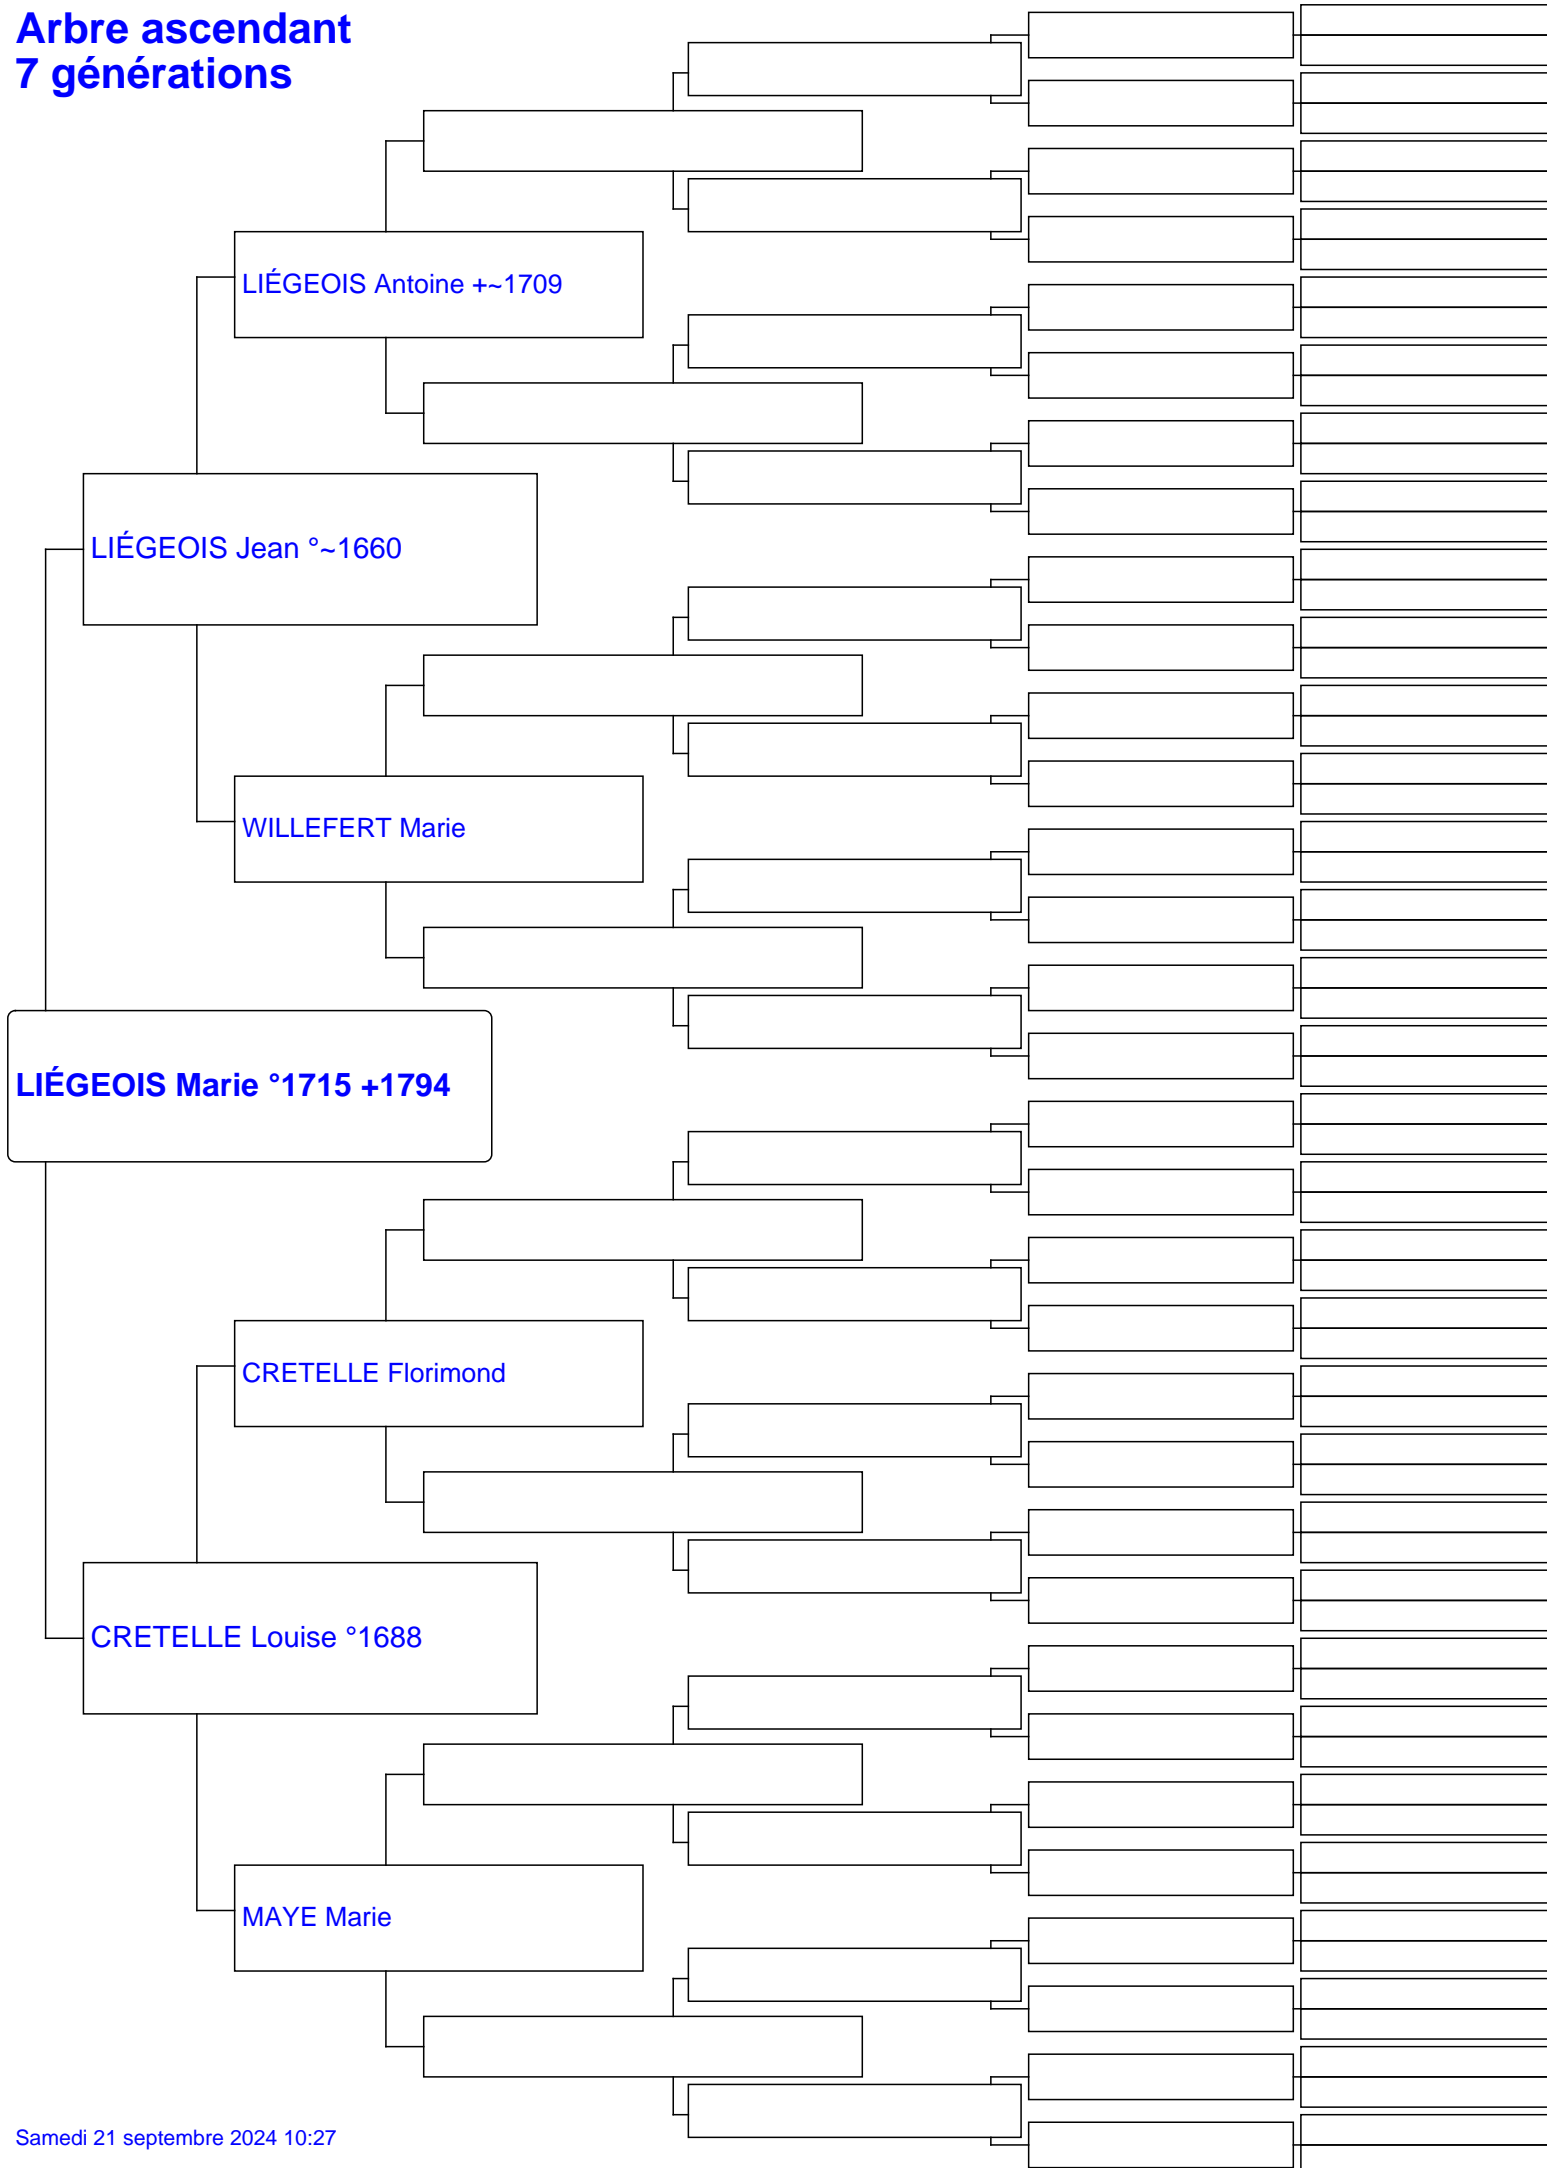 Arbre ascendant
7 générations
LIÉGEOIS Antoine +~1709
LIÉGEOIS Jean °~1660
WILLEFERT Marie
LIÉGEOIS Marie °1715 +1794
CRETELLE Florimond
CRETELLE Louise °1688
MAYE Marie
Samedi 21 septembre 2024 10:27